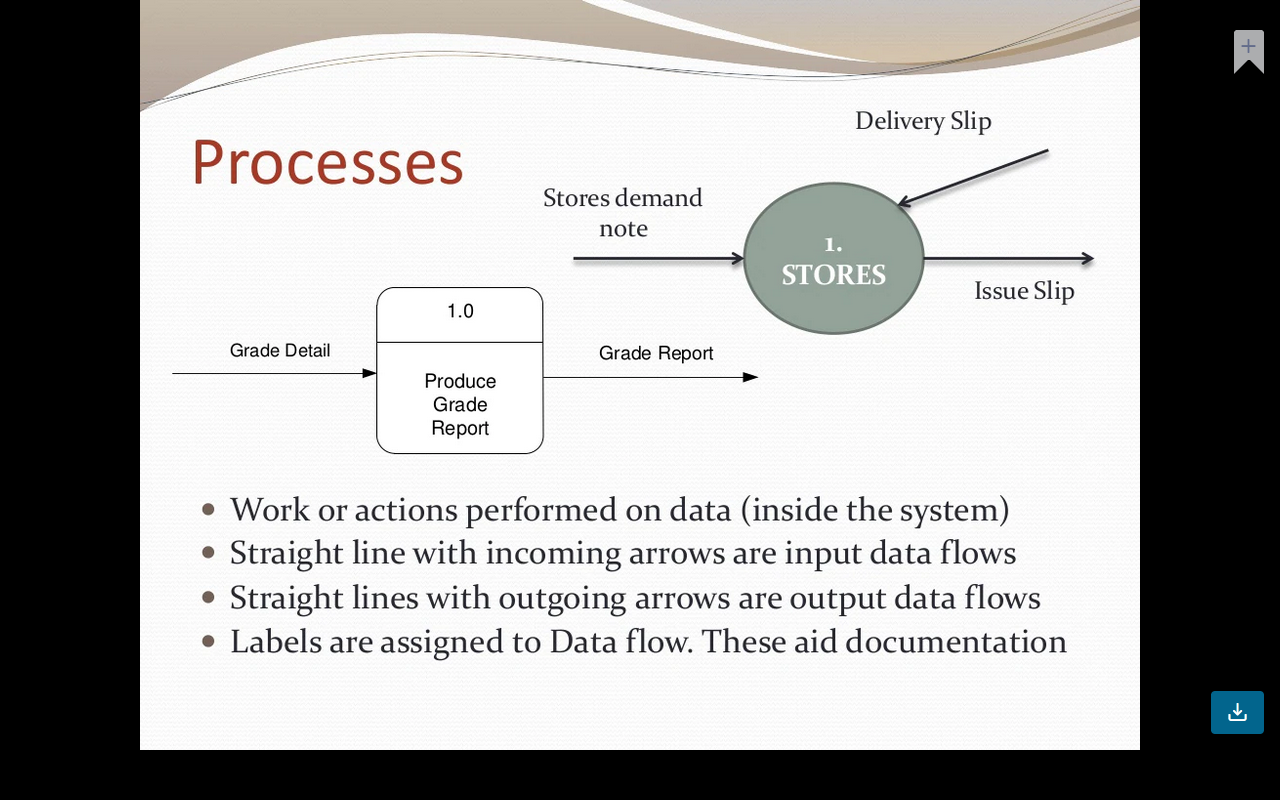 Processes
Delivery Slip
Stores demand
note
1.
STORES
Issue Slip
1.0
Grade Detail
Produce
Grade
Report
Grade Report
• Work or actions performed on data (inside the system)
• Straight line with incoming arrows are input data flows
• Straight lines with outgoing arrows are output data flows
• Labels are assigned to Data flow. These aid documentation